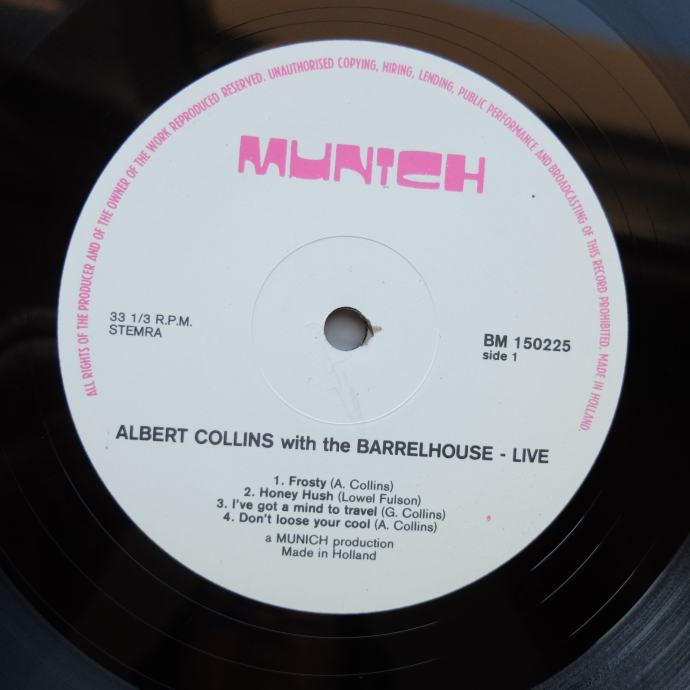 ALL RIGHTS OF THE PRODUCER AND OF THE OWNER OF THE WORK REPRODUCED RESERVED. UNAUTHORISED COPYING, HIRING, LENDING, PUBLIC PERFORMANCE AND BROADCASTING OF THIS RECORD PROHIBITED. MADE IN HOLLAND.
MUNICH
33 1/3 R.P.M.
STEMRA
BM 150225
side 1
ALBERT COLLINS with the BARRELHOUSE - LIVE
1. Frosty (A. Collins)
2. Honey Hush (Lowel Fulson)
3. I've got a mind to travel (G. Collins)
4. Don't loose your cool (A. Collins)
a MUNICH production
Made in Holland